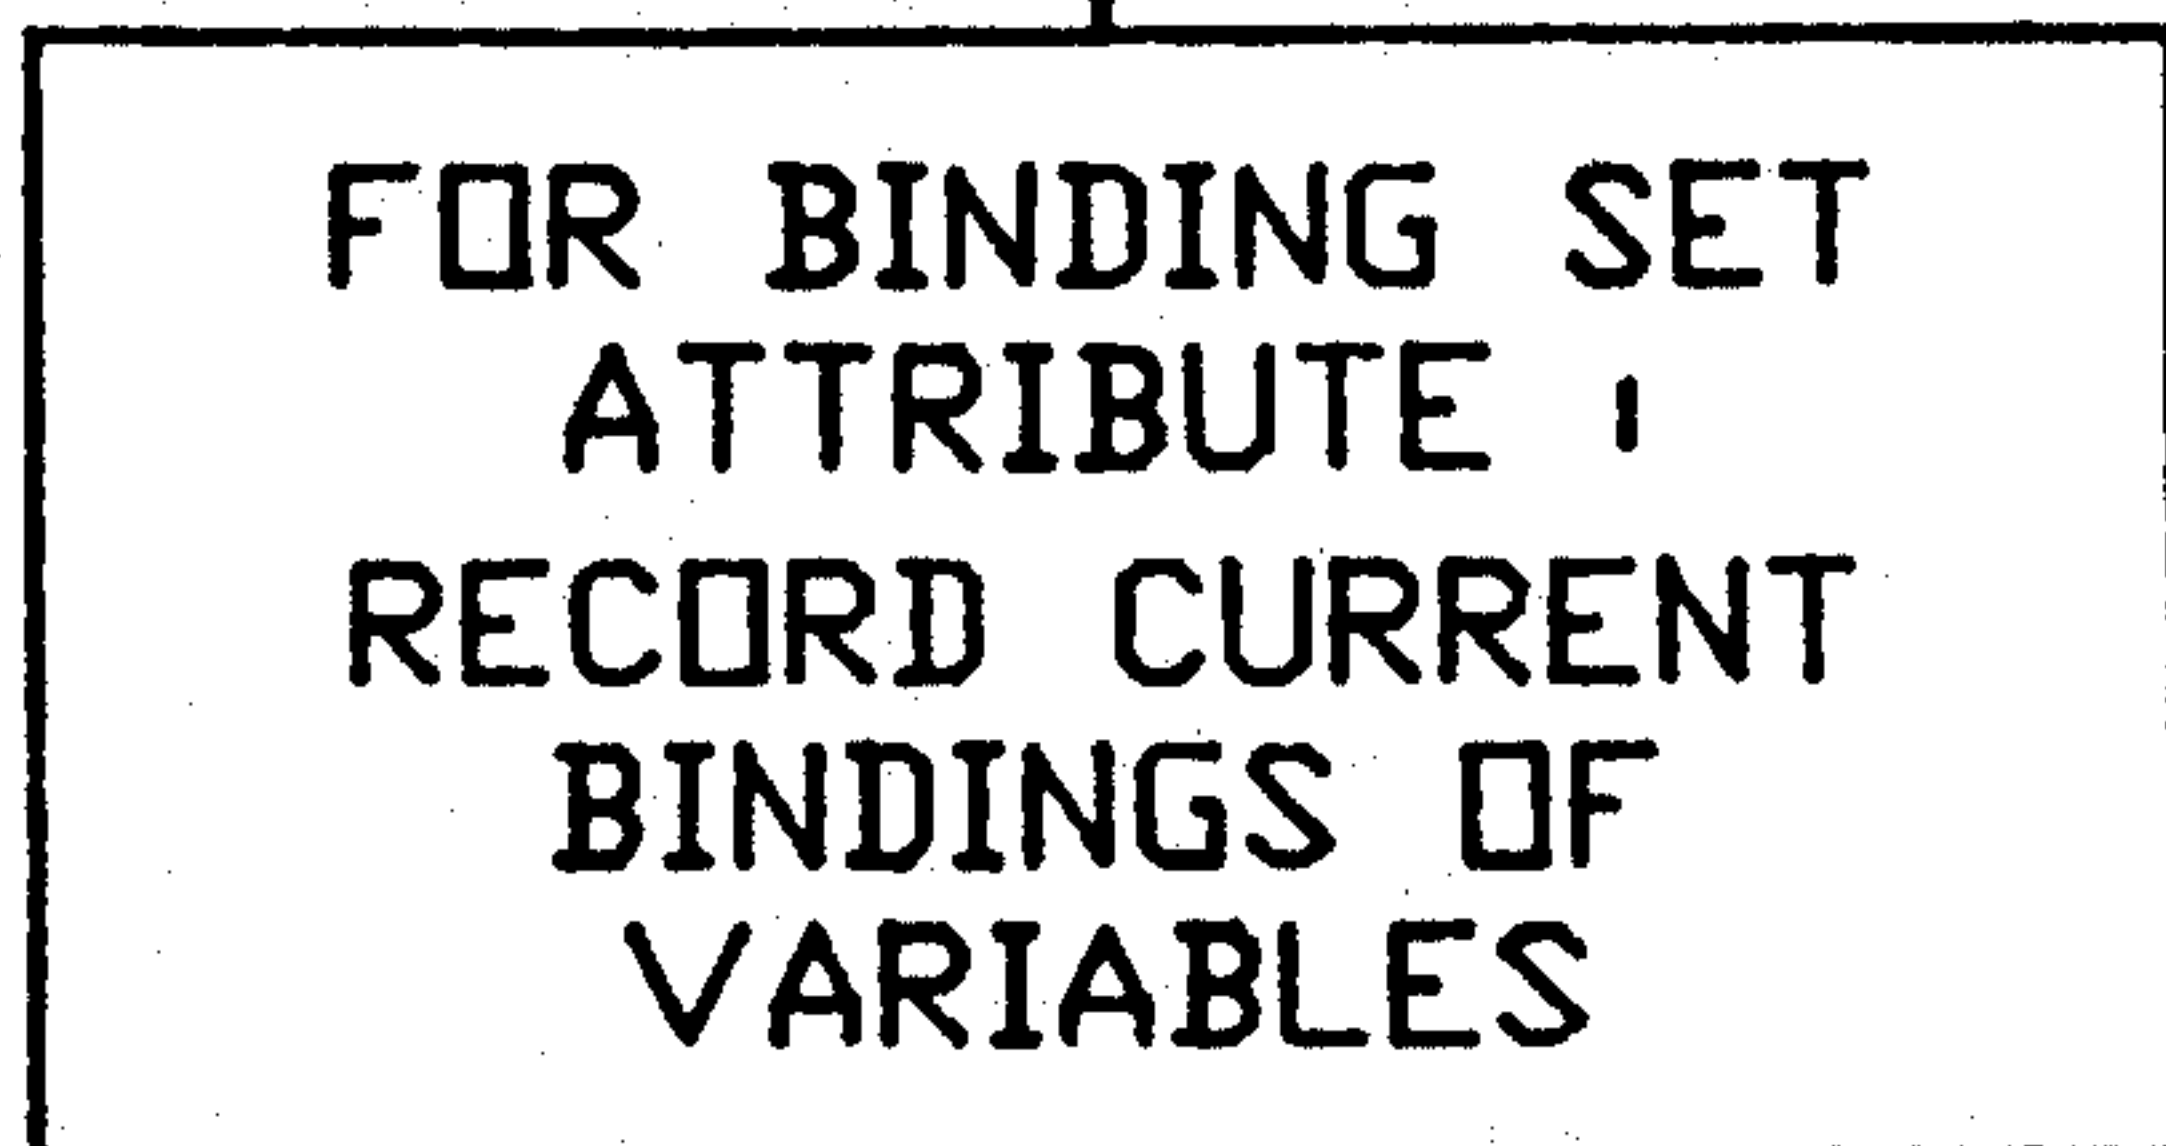 FOR BINDING SET
ATTRIBUTE :
RECORD CURRENT
BINDINGS OF
VARIABLES